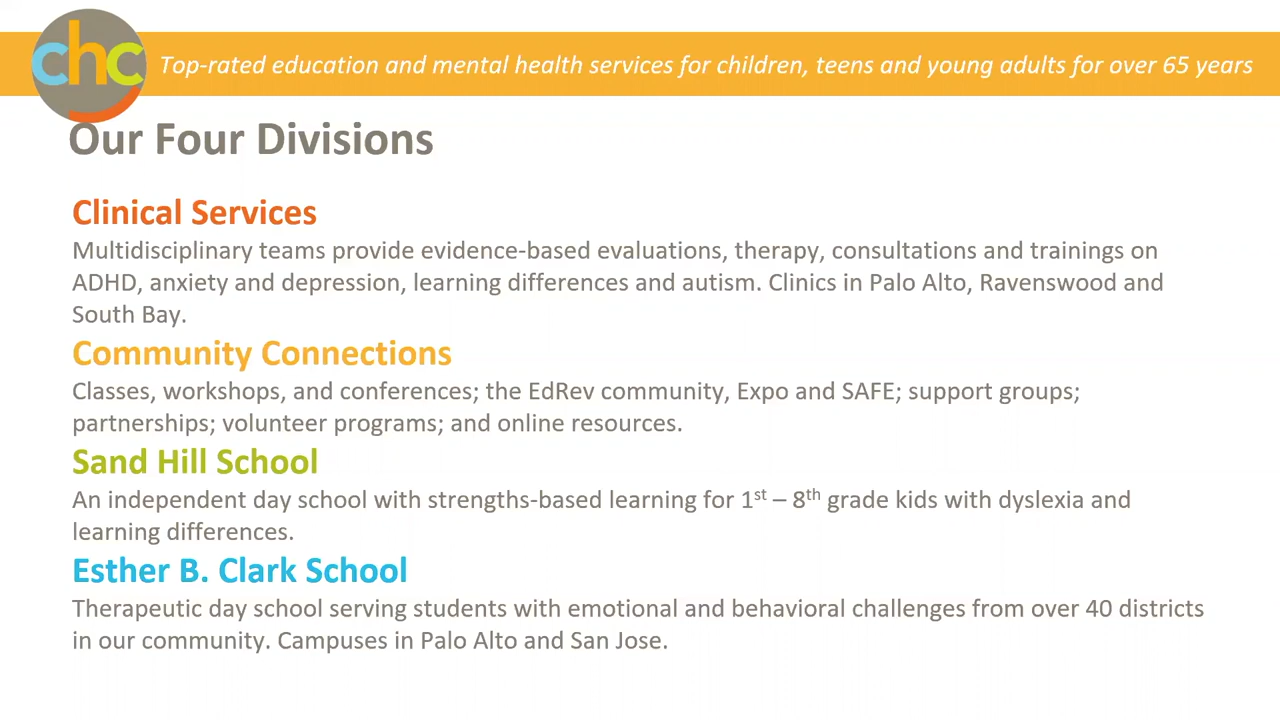 chc
Top-rated education and mental health services for children, teens and young adults for over 65 years
Our Four Divisions
Clinical Services
Multidisciplinary teams provide evidence-based evaluations, therapy, consultations and trainings on
ADHD, anxiety and depression, learning differences and autism. Clinics in Palo Alto, Ravenswood and
South Bay.
Community Connections
Classes, workshops, and conferences; the EdRev community, Expo and SAFE; support groups;
partnerships; volunteer programs; and online resources.
Sand Hill School
An independent day school with strengths-based learning for 1st – 8th grade kids with dyslexia and
learning differences.
Esther B. Clark School
Therapeutic day school serving students with emotional and behavioral challenges from over 40 districts
in our community. Campuses in Palo Alto and San Jose.